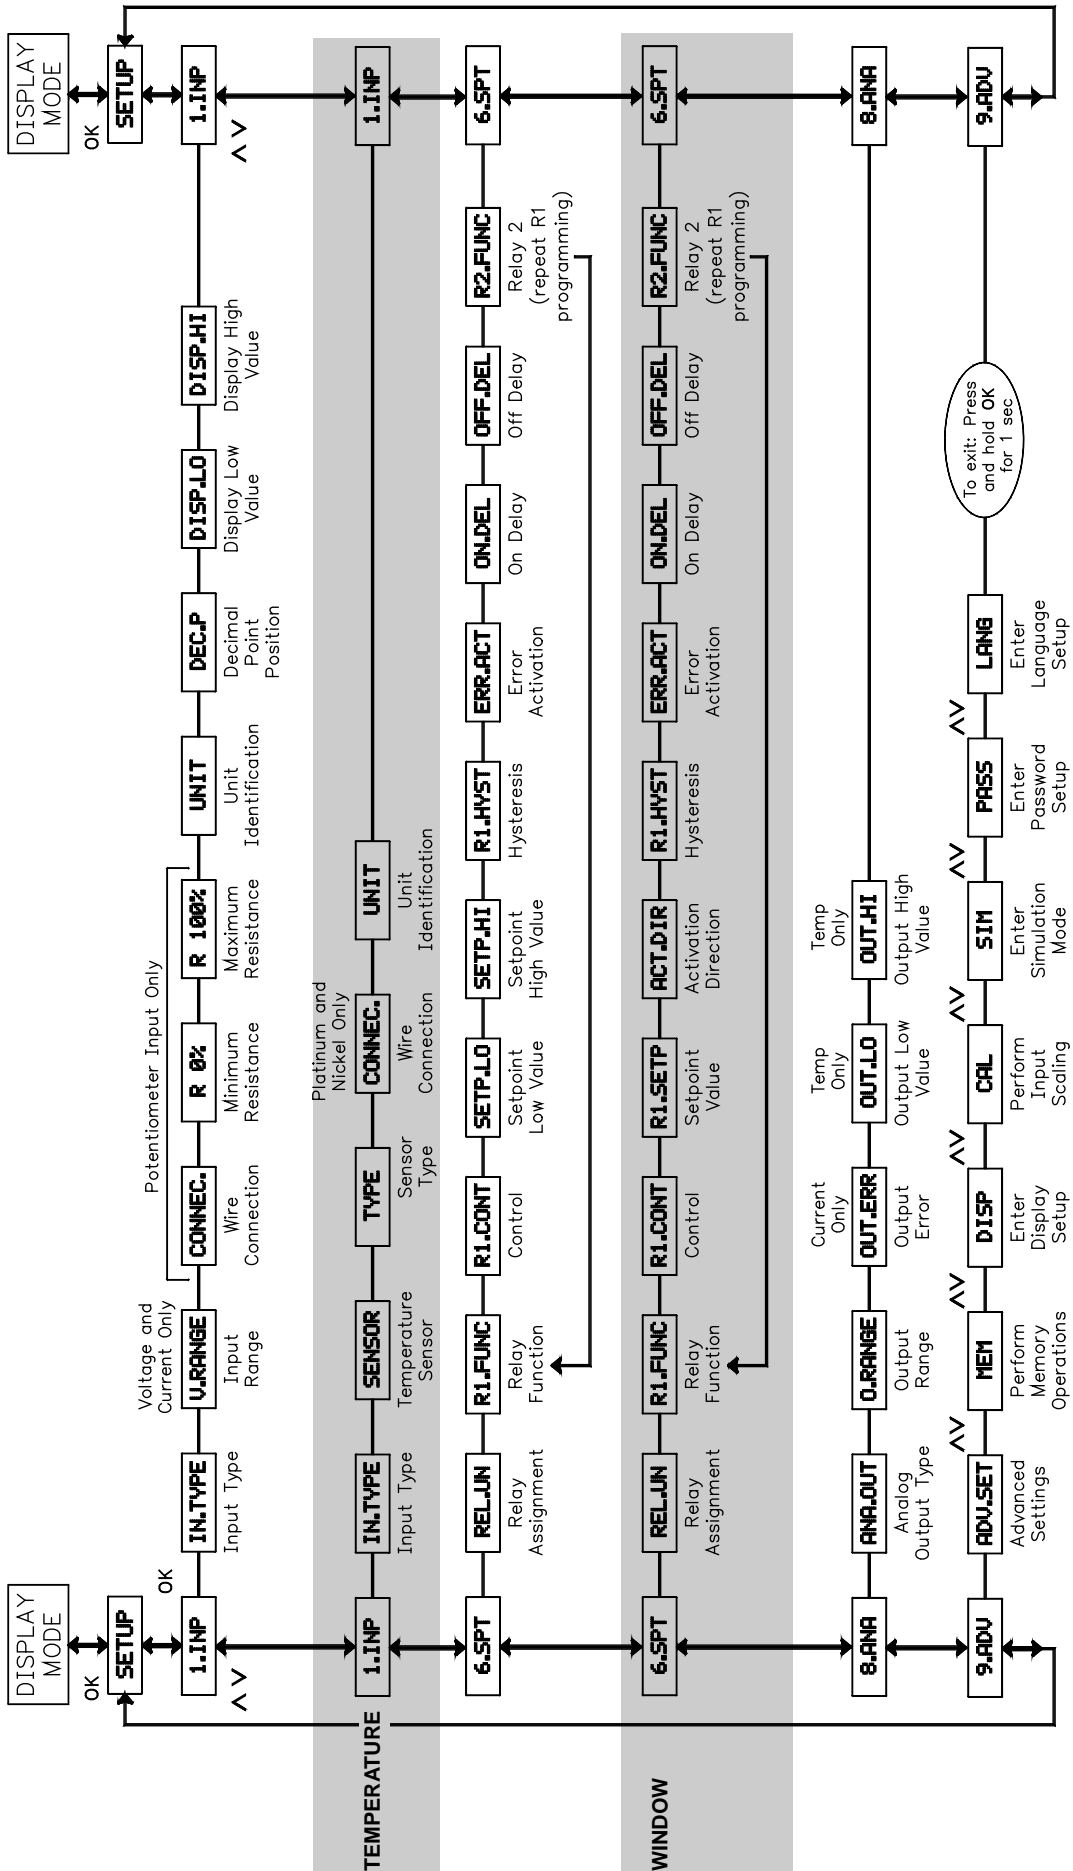 DISPLAY
MODE
OK
SETUP
OK
1.INP
∧ ∨
IN.TYPE
Input Type
Voltage and
Current Only
V.RANGE
Input
Range
Potentiometer Input Only
CONNEC.
Wire
Connection
R 0%
Minimum
Resistance
R 100%
Maximum
Resistance
UNIT
Unit
Identification
DEC.P
Decimal
Point
Position
DISP.LO
Display Low
Value
DISP.HI
Display High
Value
DISPLAY
MODE
OK
SETUP
1.INP
∧ ∨
TEMPERATURE
1.INP
IN.TYPE
Input Type
SENSOR
Temperature
Sensor
TYPE
Sensor
Type
Platinum and
Nickel Only
CONNEC.
Wire
Connection
UNIT
Unit
Identification
1.INP
6.SPT
REL.UN
Relay
Assignment
R1.FUNC
Relay
Function
R1.CONT
Control
SETP.LO
Setpoint
Low Value
SETP.HI
Setpoint
High Value
R1.HYST
Hysteresis
ERR.ACT
Error
Activation
ON.DEL
On Delay
OFF.DEL
Off Delay
R2.FUNC
Relay 2
(repeat R1
programming)
6.SPT
WINDOW
6.SPT
REL.UN
Relay
Assignment
R1.FUNC
Relay
Function
R1.CONT
Control
R1.SETP
Setpoint
Value
ACT.DIR
Activation
Direction
R1.HYST
Hysteresis
ERR.ACT
Error
Activation
ON.DEL
On Delay
OFF.DEL
Off Delay
R2.FUNC
Relay 2
(repeat R1
programming)
6.SPT
8.ANA
ANA.OUT
Analog
Output Type
O.RANGE
Output
Range
Current
Only
OUT.ERR
Output
Error
Temp
Only
OUT.LO
Output Low
Value
Temp
Only
OUT.HI
Output High
Value
8.ANA
9.ADV
ADV.SET
Advanced
Settings
∧∨
MEM
Perform
Memory
Operations
∧∨
DISP
Enter
Display
Setup
∧∨
CAL
Perform
Input
Scaling
∧∨
SIM
Enter
Simulation
Mode
∧∨
PASS
Enter
Password
Setup
∧∨
LANG
Enter
Language
Setup
To exit: Press
and hold OK
for 1 sec
9.ADV